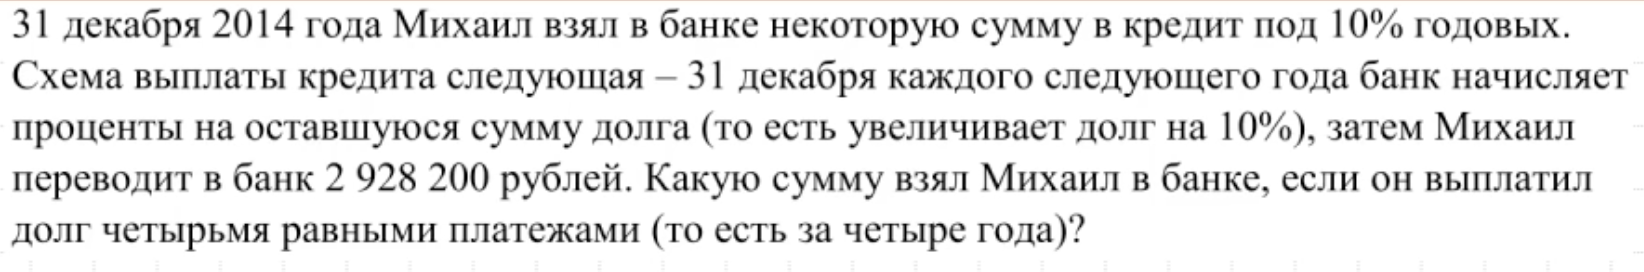 31 декабря 2014 года Михаил взял в банке некоторую сумму в кредит под 10% годовых.
Схема выплаты кредита следующая – 31 декабря каждого следующего года банк начисляет
проценты на оставшуюся сумму долга (то есть увеличивает долг на 10%), затем Михаил
переводит в банк 2 928 200 рублей. Какую сумму взял Михаил в банке, если он выплатил
долг четырьмя равными платежами (то есть за четыре года)?